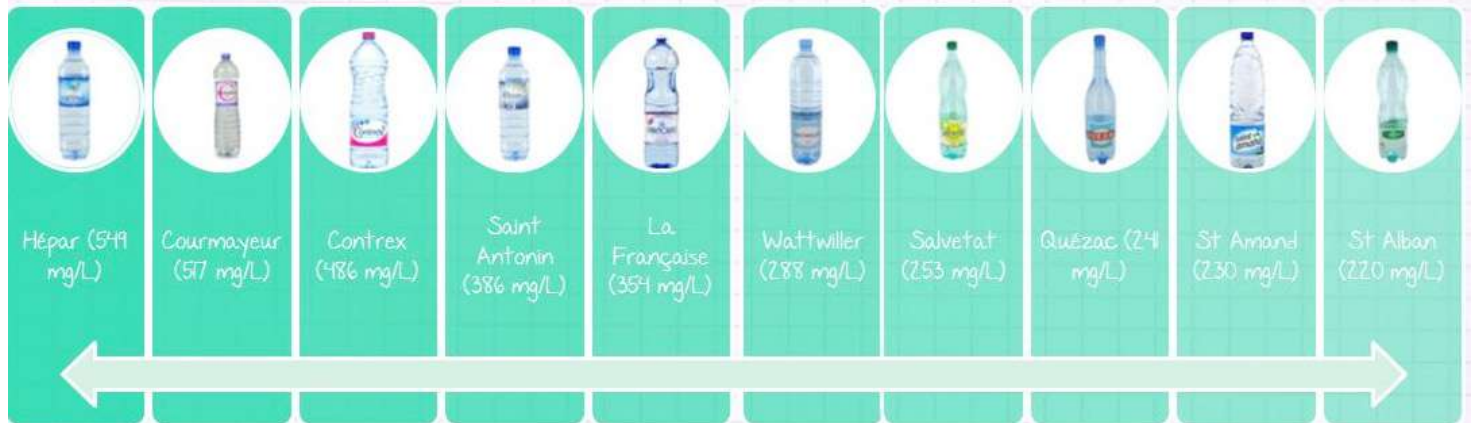 Hépar (549
mg/L)
Courmayeur
(517 mg/L)
Contrex
(486 mg/L)
Saint
Antonin
(386 mg/L)
La
Française
(354 mg/L)
Wattwiller
(288 mg/L)
Salvetat
(253 mg/L)
Quézac (241
mg/L)
St Amand
(230 mg/L)
St Alban
(220 mg/L)
Contrex